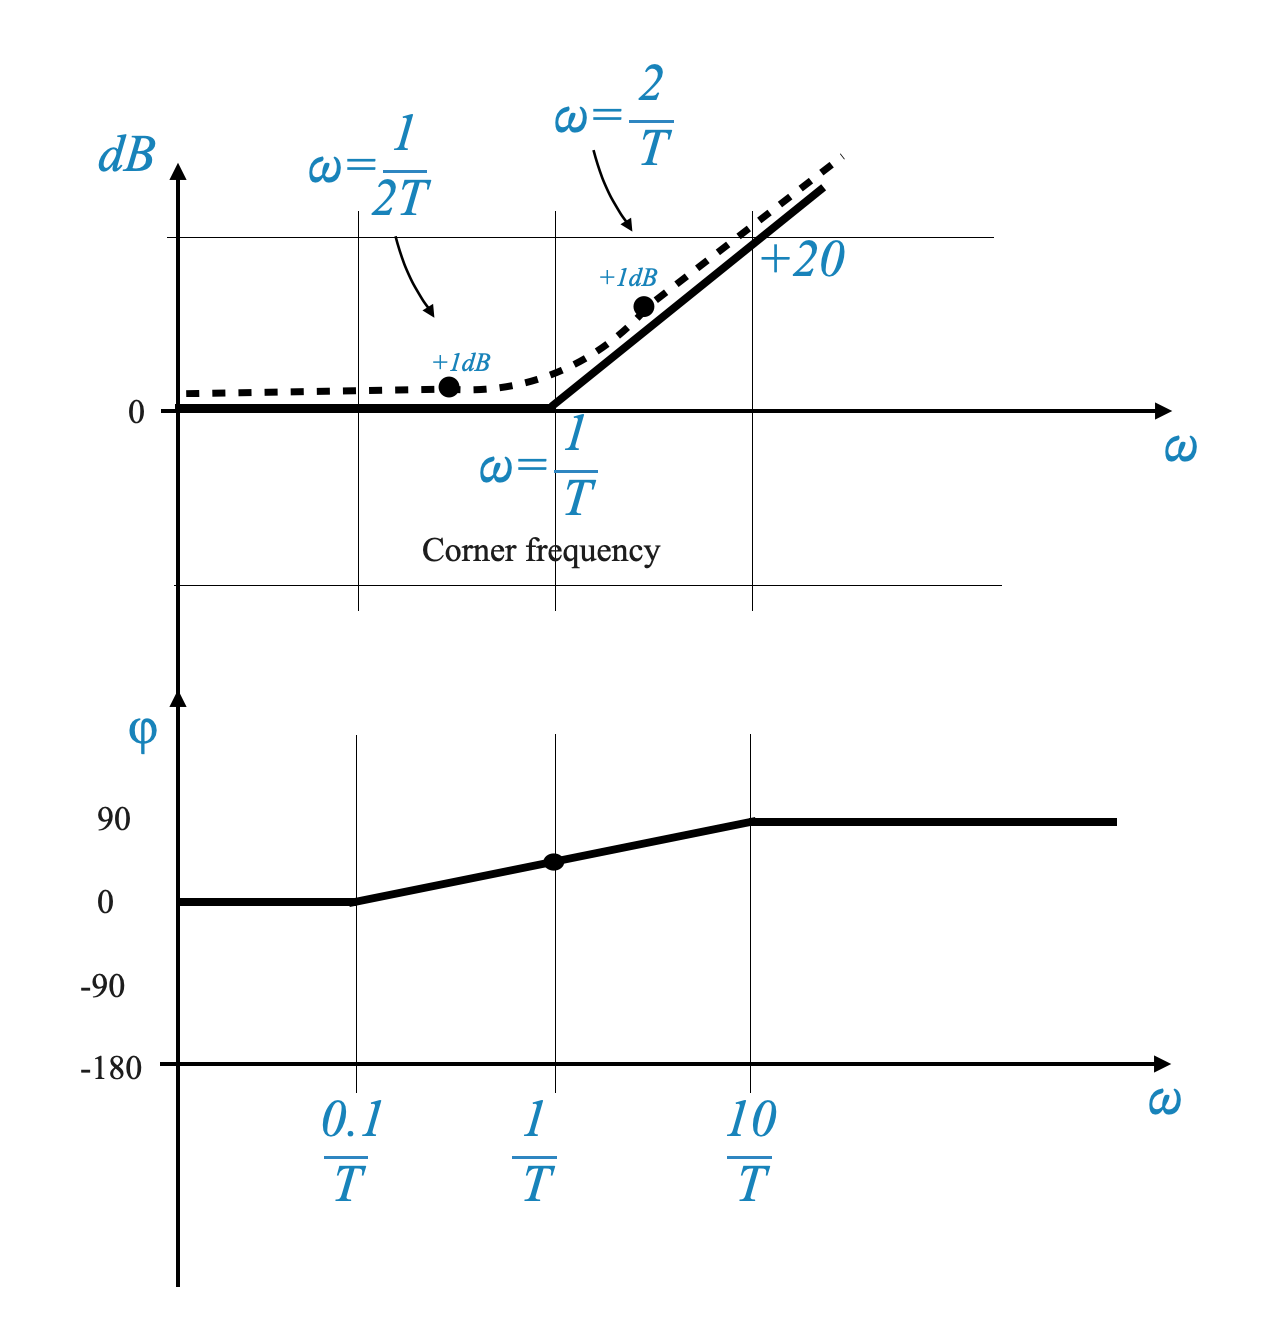 ω=2/T
ω=1/2T
dB
+20
+1dB
+1dB
0
ω
ω=1/T
Corner frequency
φ
90
0
-90
-180
ω
0.1/T
1/T
10/T